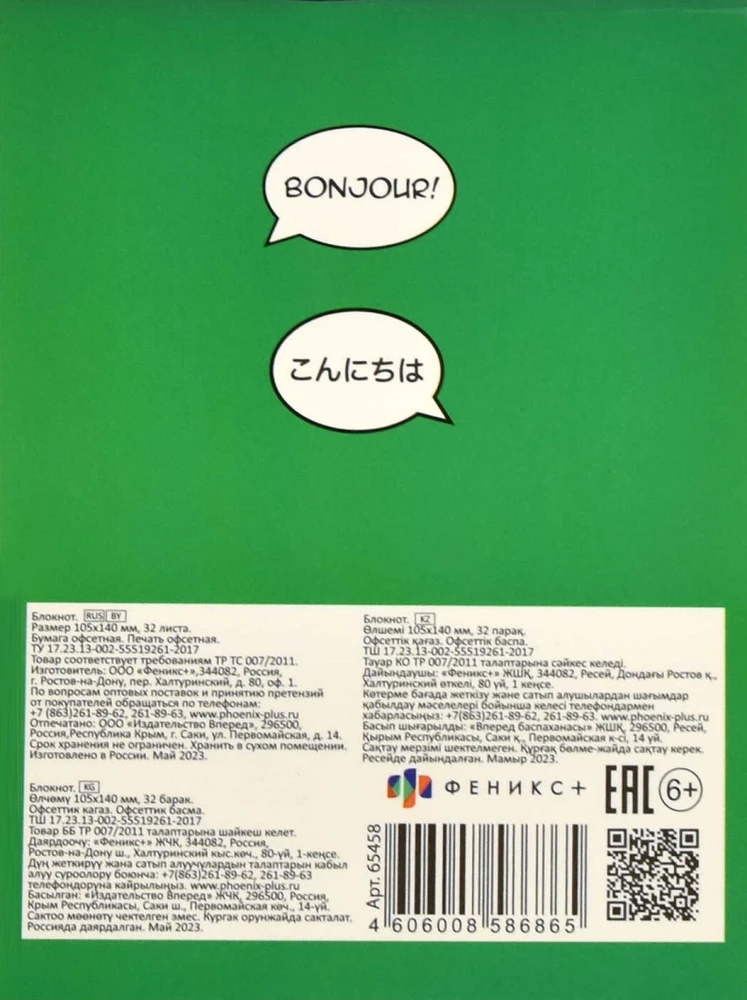 BONJOUR!
こんにちは
Блокнот. RUS BY
Размер 105х140 мм, 32 листа.
Бумага офсетная. Печать офсетная.
ТУ 17.23.13-002-55519261-2017
Товар соответствует требованиям ТР ТС 007/2011.
Изготовитель: ООО «Феникс+»,344082, Россия,
г. Ростов-на-Дону, пер. Халтуринский, д. 80, оф. 1.
По вопросам оптовых поставок и принятию претензий
от покупателей обращаться по телефонам:
+7 (863)261-89-62, 261-89-63, www.phoenix-plus.ru
Отпечатано: ООО «Издательство Вперед», 296500,
Россия,Республика Крым, г. Саки, ул. Первомайская, д. 14.
Срок хранения не ограничен. Хранить в сухом помещении.
Изготовлено в России. Май 2023.
Блокнот. KG
Өлчөмү 105х140 мм, 32 барак.
Офсеттик кагаз. Офсеттик басма.
ТШ 17.23.13-002-55519261-2017
Товар ББ ТР 007/2011 талаптарына шайкеш келет.
Даярдоочу: «Феникс+» ЖЧК, 344082, Россия,
Ростов-на-Дону ш., Халтуринский кыс.көч., 80-үй, 1-кеңсе.
Дүң жеткирүү жана сатып алуучулардын талаптарын кабыл
алуу суроолору боюнча: +7(863)261-89-62, 261-89-63
телефондоруна кайрылыңыз. www.phoenix-plus.ru
Басылган: «Издательство Вперед» ЖЧК, 296500, Россия,
Крым Республикасы, Саки ш., Первомайская көч., 14-үй.
Сактоо мөөнөтү чектелген эмес. Кургак орунжайда сакталат.
Россияда даярдалган. Май 2023.
Блокнот. KZ
Өлшемі 105х140 мм, 32 парақ.
Офсеттік қағаз. Офсеттік баспа.
ТШ 17.23.13-002-55519261-2017
Тауар КО ТР 007/2011 талаптарына сәйкес келеді.
Дайындаушы: «Феникс+» ЖШҚ, 344082, Ресей, Дондағы Ростов қ.,
Халтуринский өткелі, 80 үй, 1 кеңсе.
Көтерме бағада жеткізу және сатып алушылардан шағымдар
қабылдау мәселелері бойынша келесі телефондармен
хабарласыңыз: +7(863)261-89-62, 261-89-63. www.phoenix-plus.ru
Басып шығарылды: «Вперед баспаханасы» ЖШҚ, 296500, Ресей,
Қырым Республикасы, Саки қ., Первомайская к-сі, 14 үй.
Сақтау мерзімі шектелмеген. Құрғақ бөлме-жайда сақтау керек.
Ресейде дайындалған. Мамыр 2023.
ФЕНИКС+
EAC
6+
Арт. 65458
4 606008 586865